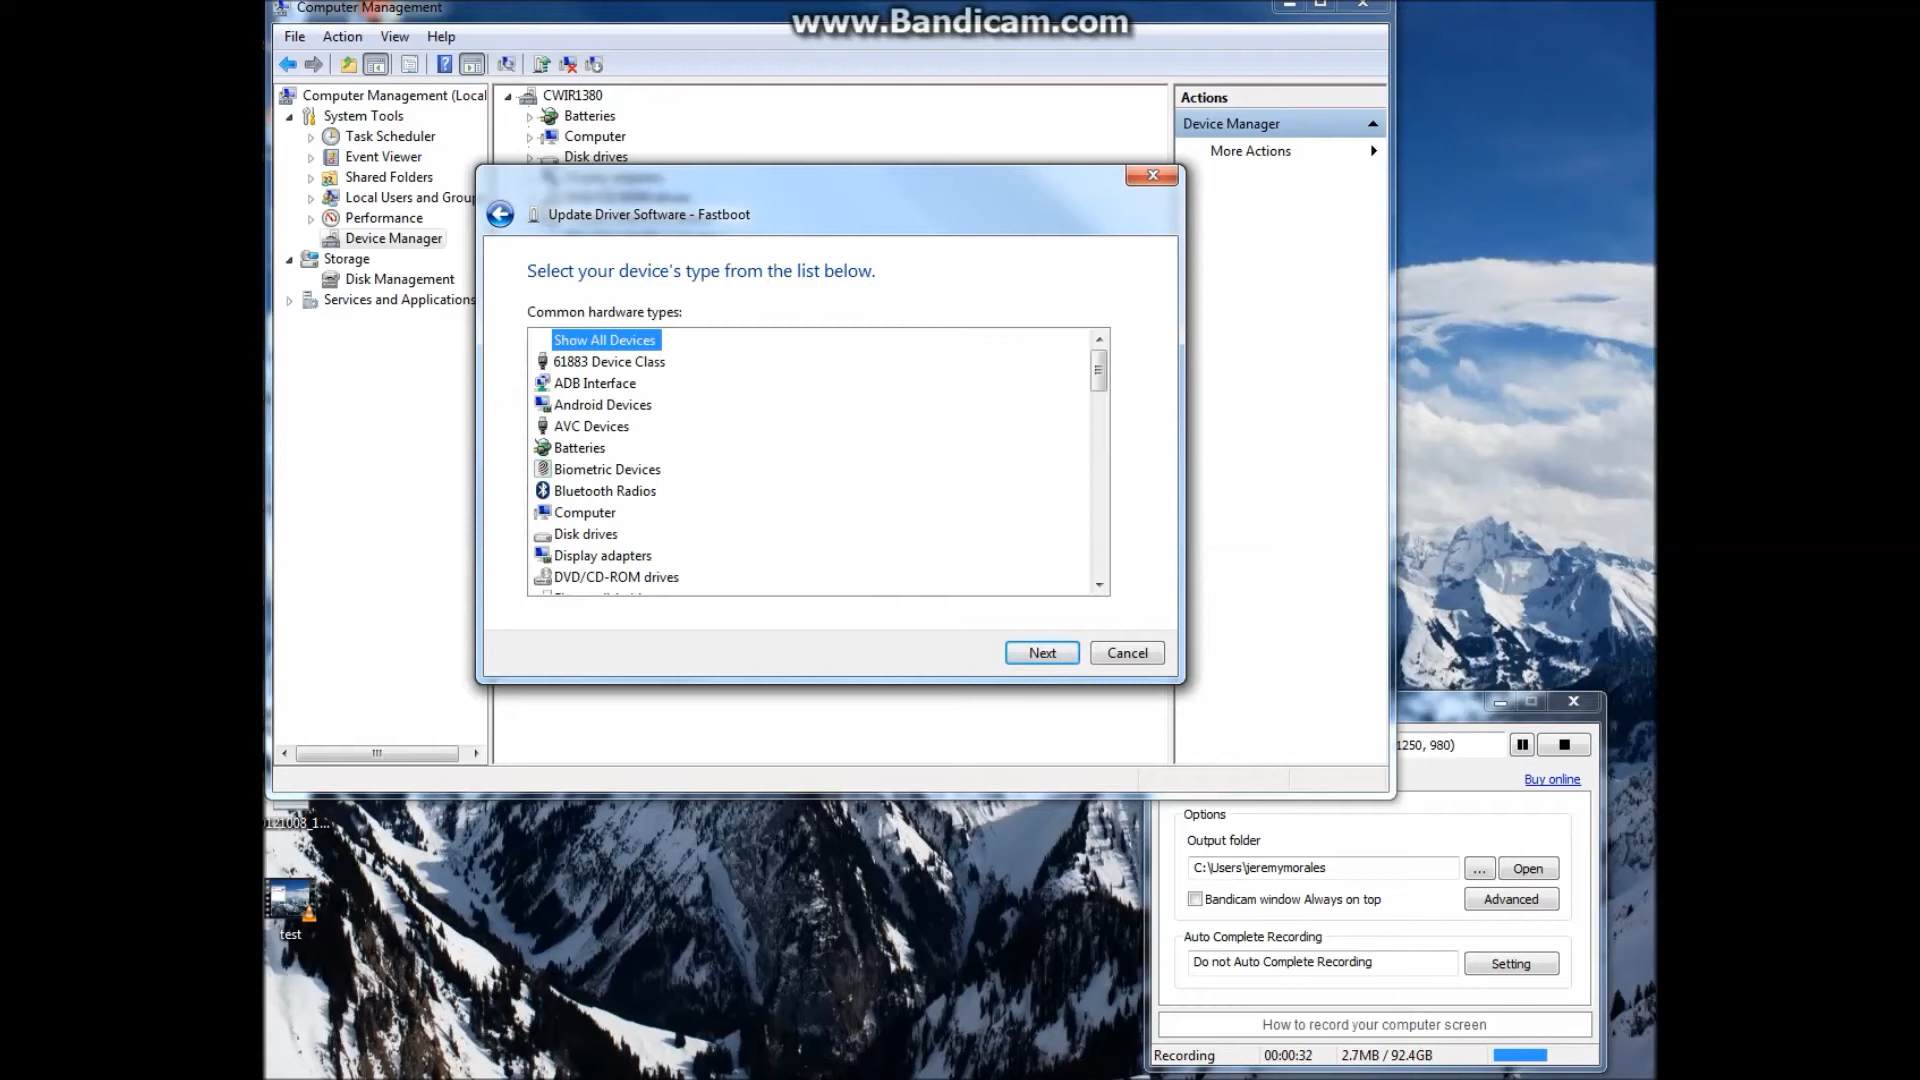 Computer Management
www.Bandicam.com
File Action View Help
Computer Management (Local
System Tools
Task Scheduler
Event Viewer
Shared Folders
Local Users and Group
Performance
Device Manager
Storage
Disk Management
Services and Applications
CWIR1380
Batteries
Computer
Disk drives
Actions
Device Manager
More Actions
Update Driver Software - Fastboot
Select your device's type from the list below.
Common hardware types:
Show All Devices
61883 Device Class
ADB Interface
Android Devices
AVC Devices
Batteries
Biometric Devices
Bluetooth Radios
Computer
Disk drives
Display adapters
DVD/CD-ROM drives
Next Cancel
1250, 980)
Buy online
Options
Output folder
C:\Users\jeremymorales ... Open
Bandicam window Always on top Advanced
Auto Complete Recording
Do not Auto Complete Recording Setting
How to record your computer screen
Recording 00:00:32 2.7MB / 92.4GB
121008_1...
test